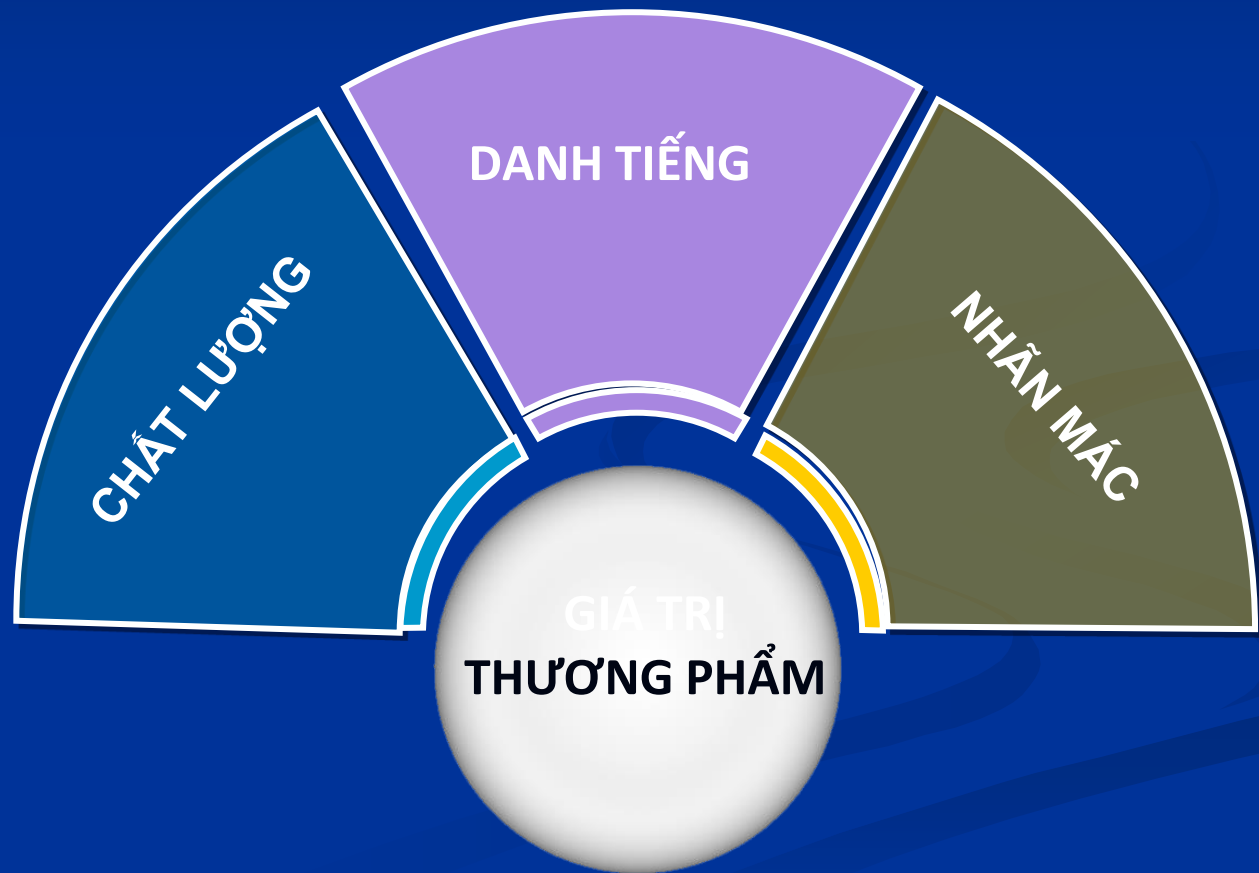 DANH TIẾNG
CHẤT LƯỢNG
NHÃN MÁC
GIÁ TRỊ
THƯƠNG PHẨM